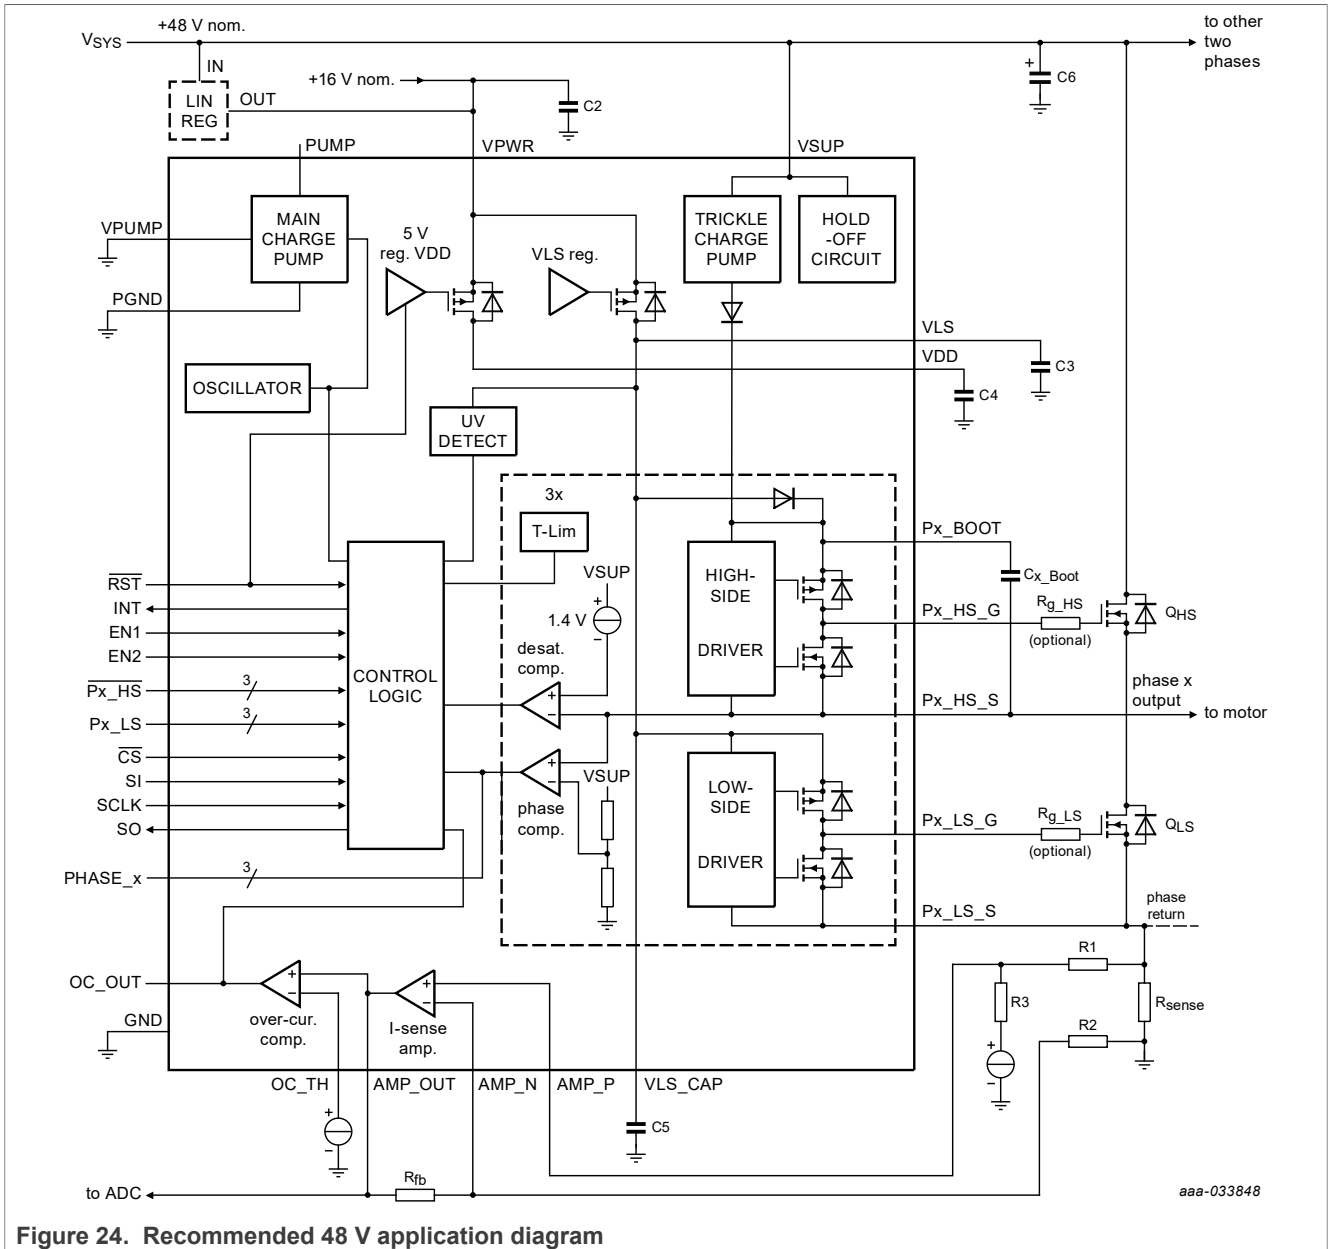 +48 V nom.
VSYS
to other
two
phases
IN
LIN
REG
OUT
+16 V nom.
C2
+
C6
PUMP
VPWR
VSUP
MAIN
CHARGE
PUMP
VPUMP
PGND
5 V
reg. VDD
VLS reg.
TRICKLE
CHARGE
PUMP
HOLD
-OFF
CIRCUIT
VLS
VDD
C3
C4
OSCILLATOR
UV
DETECT
3x
T-Lim
VSUP
+
1.4 V
−
desat.
comp.
+
−
HIGH-
SIDE
DRIVER
Px_BOOT
Cx_Boot
Px_HS_G
Rg_HS
(optional)
QHS
Px_HS_S
phase x
output
to motor
RST
INT
EN1
EN2
Px_HS
3
Px_LS
3
CS
SI
SCLK
SO
PHASE_x
3
CONTROL
LOGIC
+
−
VSUP
phase
comp.
LOW-
SIDE
DRIVER
Px_LS_G
Rg_LS
(optional)
QLS
Px_LS_S
phase
return
R1
R3
Rsense
R2
+
−
OC_OUT
GND
+
−
over-cur.
comp.
+
−
I-sense
amp.
OC_TH
AMP_OUT
AMP_N
AMP_P
VLS_CAP
+
−
C5
Rfb
to ADC
aaa-033848
Figure 24. Recommended 48 V application diagram